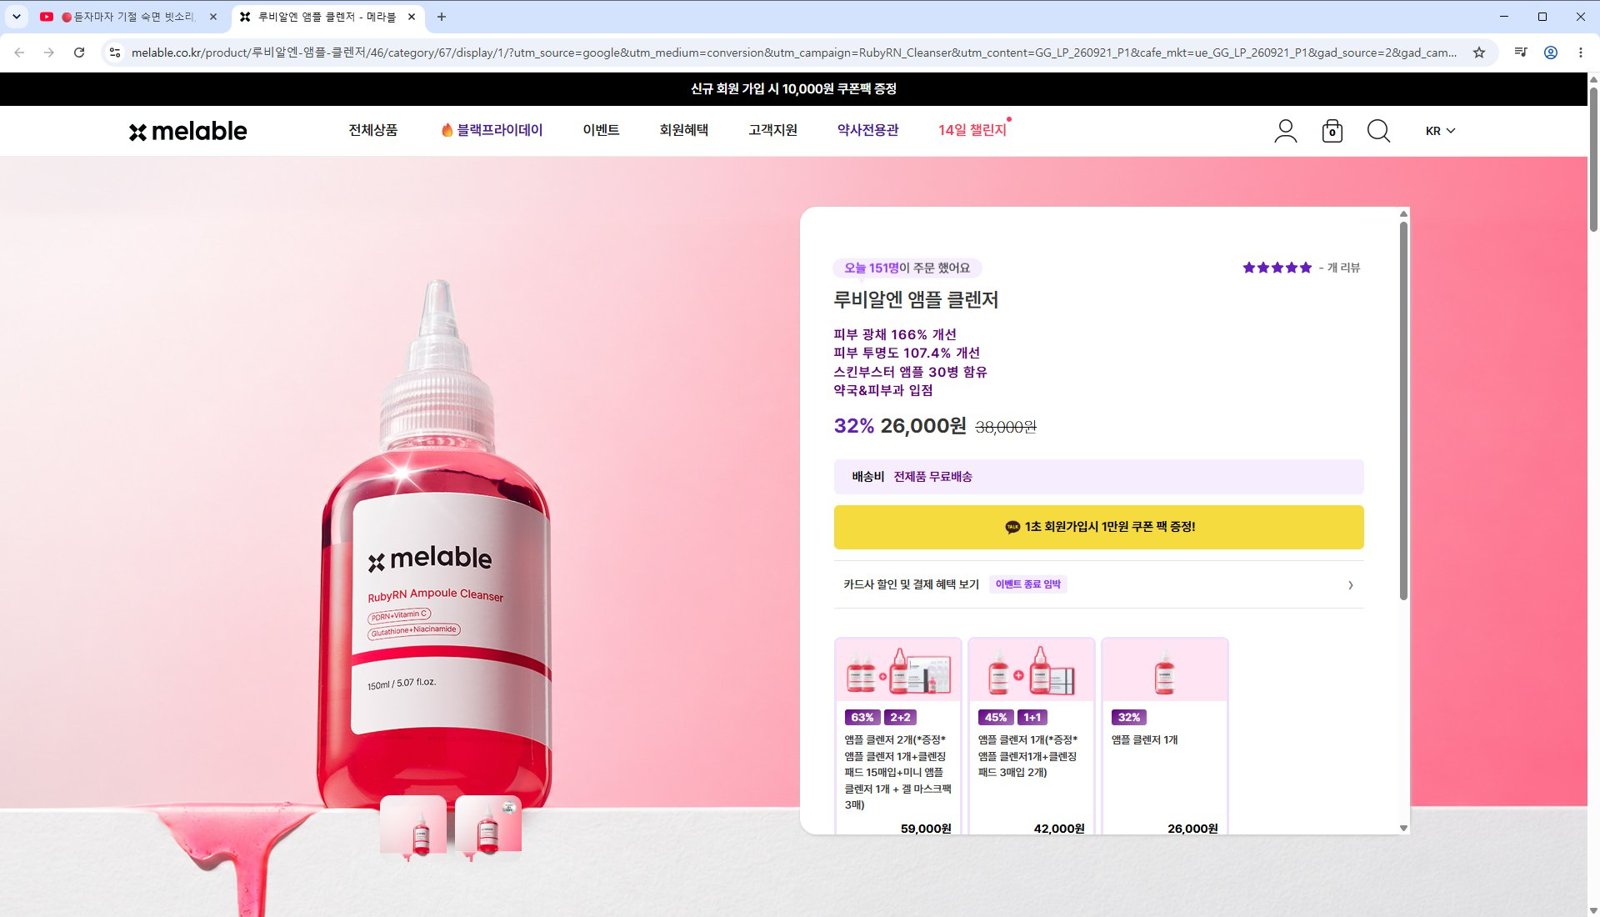 듣자마자 기절 숙면 빗소리
루비알엔 앰플 클렌저 - 메라블
melable.co.kr/product/루비알엔-앰플-클렌저/46/category/67/display/1/?utm_source=google&utm_medium=conversion&utm_campaign=RubyRN_Cleanser&utm_content=GG_LP_260921_P1&cafe_mkt=ue_GG_LP_260921_P1&gad_source=2&gad_cam...
신규 회원 가입 시 10,000원 쿠폰팩 증정
melable
전체상품
블랙프라이데이
이벤트
회원혜택
고객지원
약사전용관
14일 챌린지
0
KR
melable
RubyRN Ampoule Cleanser
PDRN+Vitamin C
Glutathione+Niacinamide
150ml / 5.07 fl.oz.
오늘 151명이 주문 했어요
- 개 리뷰
루비알엔 앰플 클렌저
피부 광채 166% 개선
피부 투명도 107.4% 개선
스킨부스터 앰플 30병 함유
약국&피부과 입점
32% 26,000원 38,000원
배송비 전제품 무료배송
TALK 1초 회원가입시 1만원 쿠폰 팩 증정!
카드사 할인 및 결제 혜택 보기 이벤트 종료 임박
63% 2+2
앰플 클렌저 2개(*증정*
앰플 클렌저 1개+클렌징
패드 15매입+미니 앰플
클렌저 1개 + 겔 마스크팩
3매)
59,000원
45% 1+1
앰플 클렌저 1개(*증정*
앰플 클렌저1개+클렌징
패드 3매입 2개)
42,000원
32%
앰플 클렌저 1개
26,000원